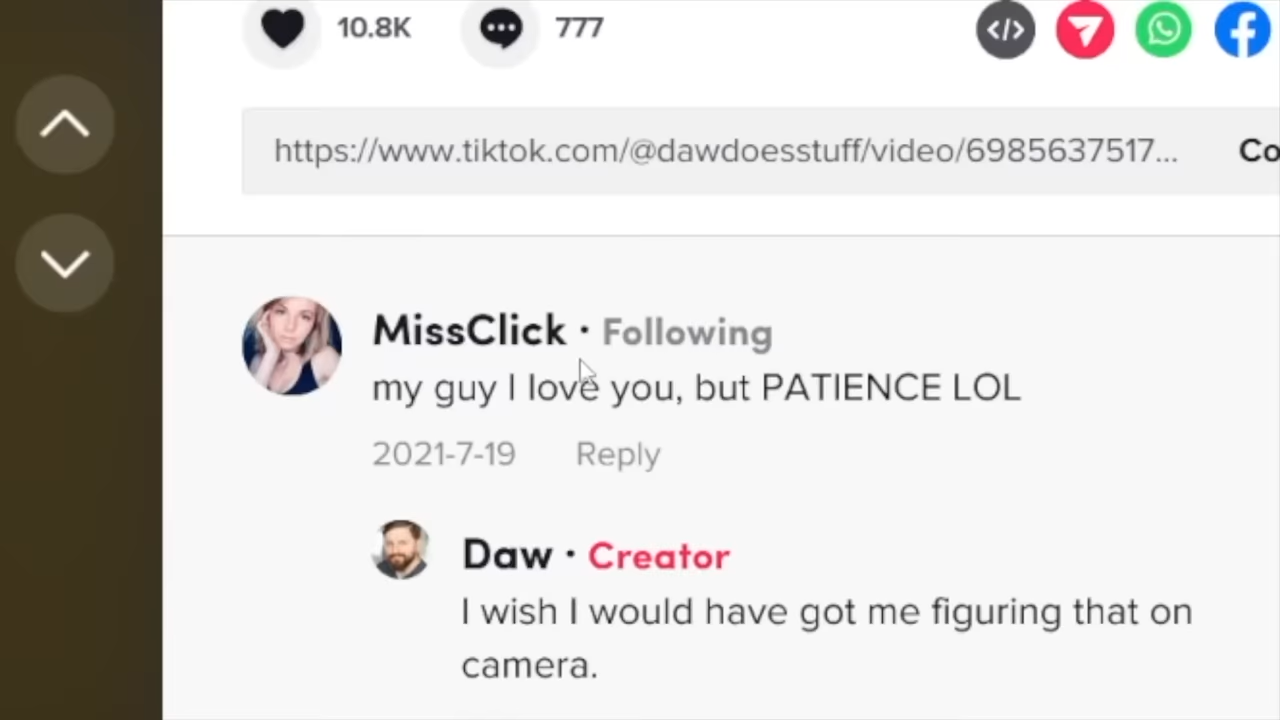 10.8K 777
https://www.tiktok.com/@dawdoesstuff/video/6985637517... Co
MissClick · Following
my guy I love you, but PATIENCE LOL
2021-7-19 Reply
Daw · Creator
I wish I would have got me figuring that on
camera.